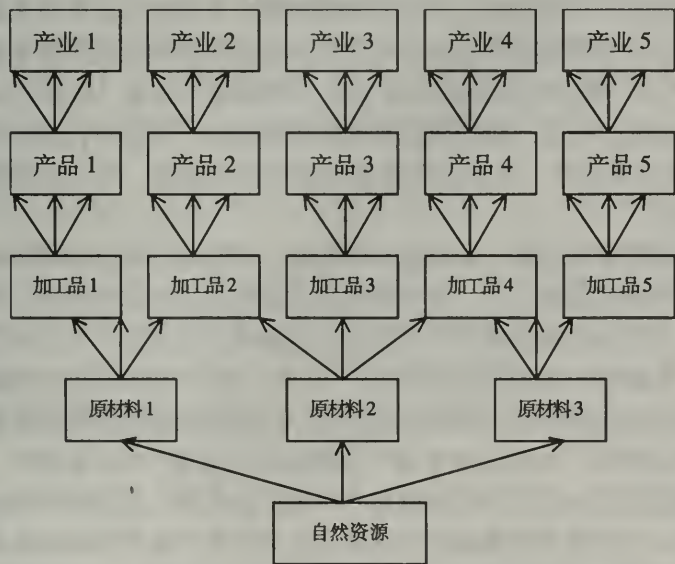 产业 1 产业 2 产业 3 产业 4 产业 5
产品 1 产品 2 产品 3 产品 4 产品 5
加工品 1 加工品 2 加工品 3 加工品 4 加工品 5
原材料 1 原材料 2 原材料 3
自然资源